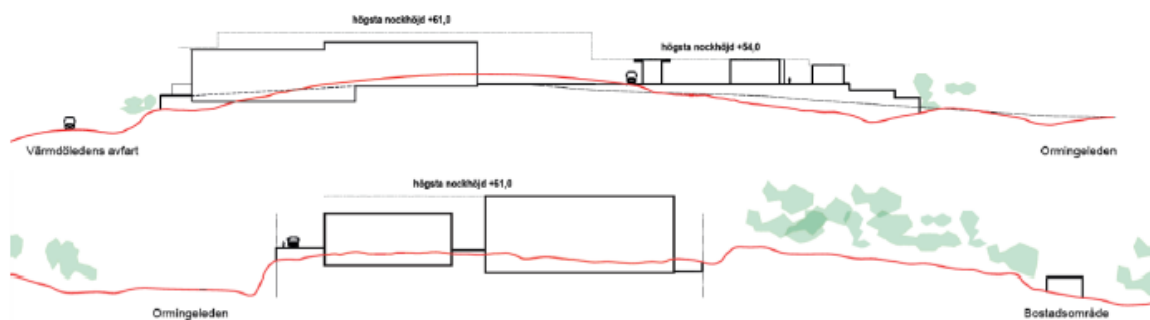 högsta nockhöjd +61,0
högsta nockhöjd +54,0
Värmdöledens avfart
Ormingeleden
högsta nockhöjd +61,0
Ormingeleden
Bostadsområde